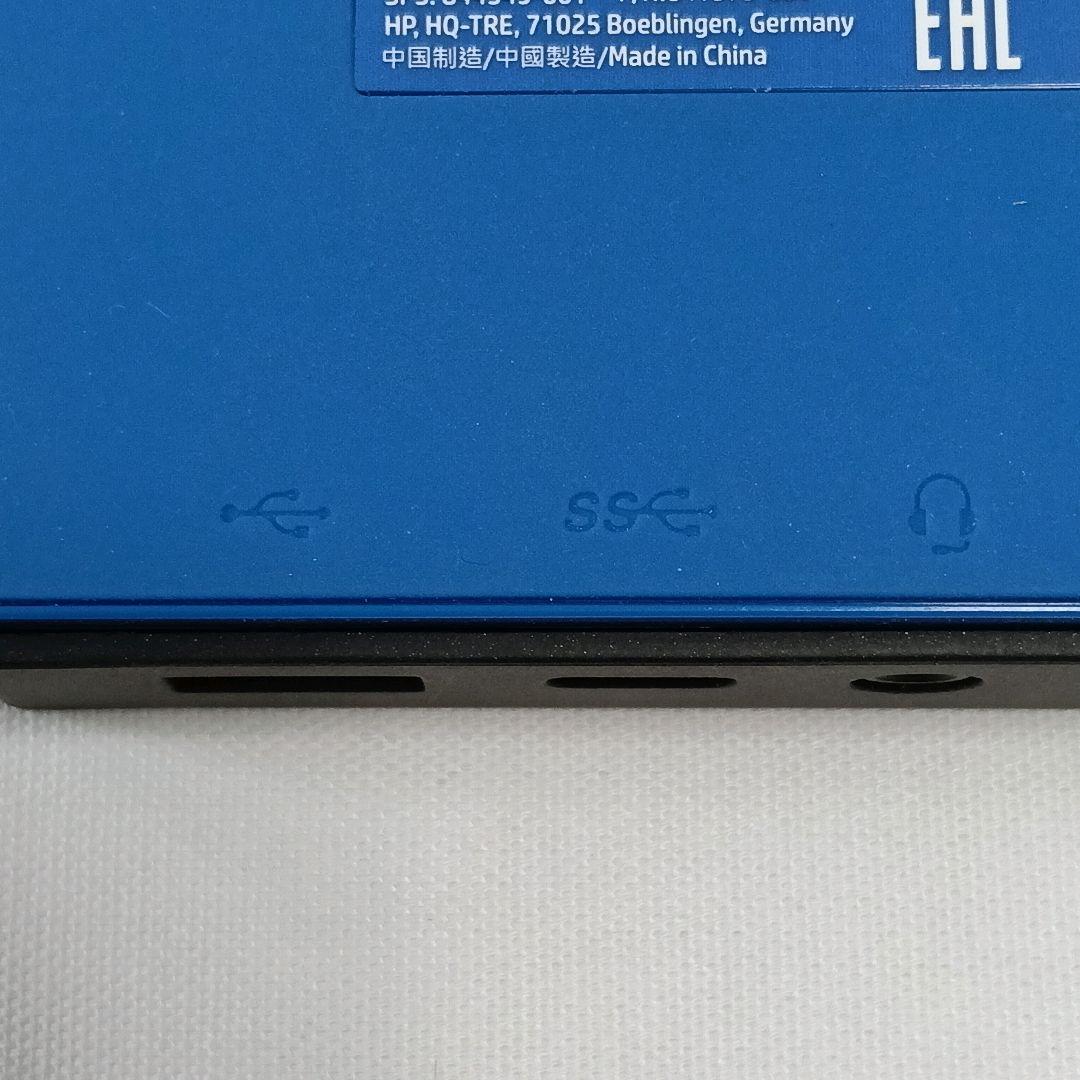 HP, HQ-TRE, 71025 Boeblingen, Germany
中国制造/中國製造/Made in China
EAC
SS